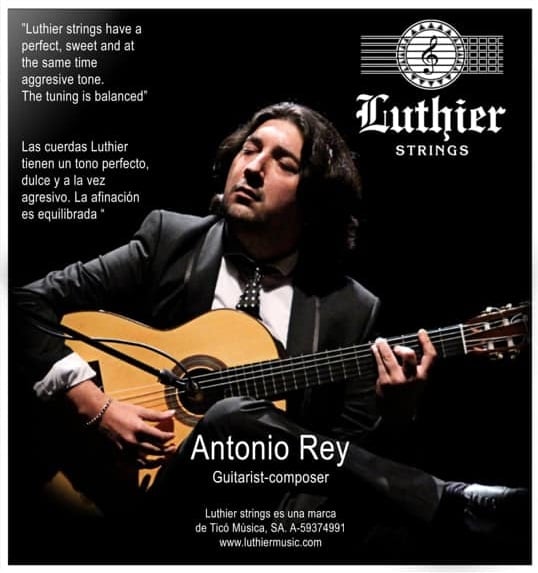 "Luthier strings have a
perfect, sweet and at
the same time
aggresive tone.
The tuning is balanced"
Las cuerdas Luthier
tienen un tono perfecto,
dulce y a la vez
agresivo. La afinación
es equilibrada "
Luthier
STRINGS
Antonio Rey
Guitarist-composer
Luthier strings es una marca
de Ticó Música, SA. A-59374991
www.luthiermusic.com